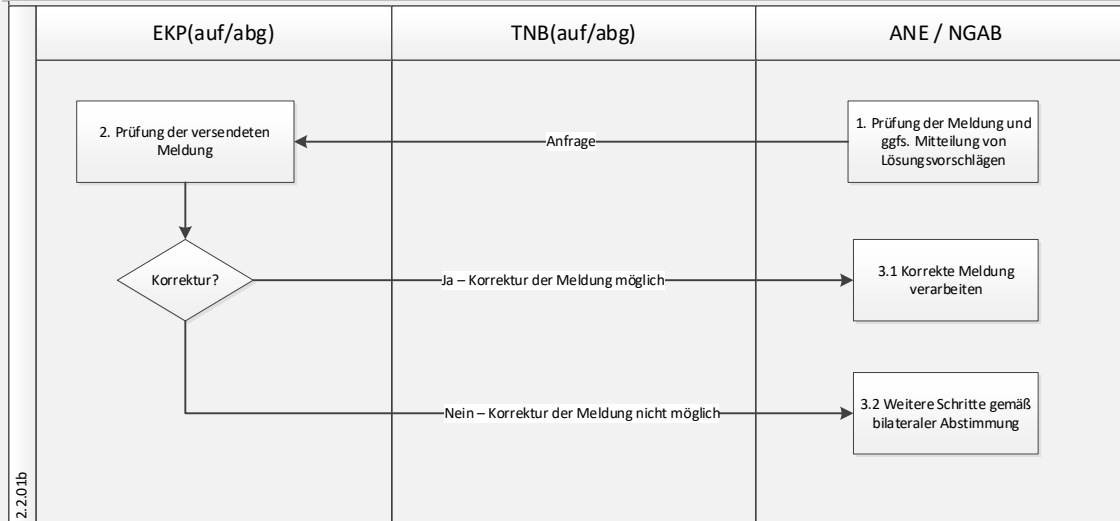 EKP(auf/abg)
TNB(auf/abg)
ANE / NGAB
2. Prüfung der versendeten
Meldung
Anfrage
1. Prüfung der Meldung und
ggfs. Mitteilung von
Lösungsvorschlägen
Korrektur?
Ja – Korrektur der Meldung möglich
3.1 Korrekte Meldung
verarbeiten
Nein – Korrektur der Meldung nicht möglich
3.2 Weitere Schritte gemäß
bilateraler Abstimmung
2.2.01b